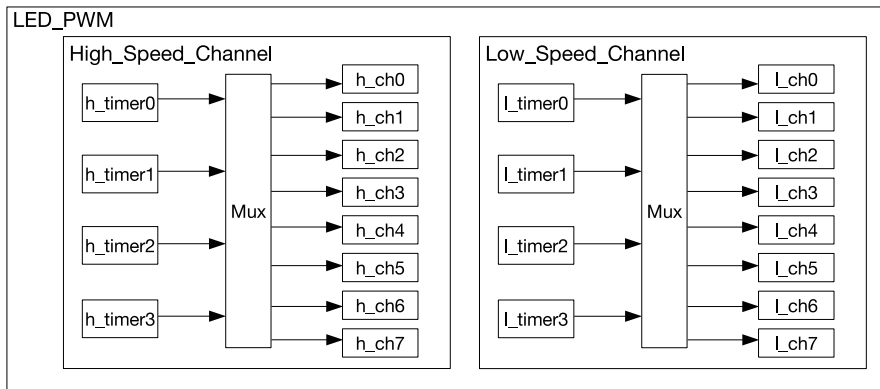 LED_PWM
High_Speed_Channel
h_timer0
h_timer1
h_timer2
h_timer3
Mux
h_ch0
h_ch1
h_ch2
h_ch3
h_ch4
h_ch5
h_ch6
h_ch7
Low_Speed_Channel
l_timer0
l_timer1
l_timer2
l_timer3
Mux
l_ch0
l_ch1
l_ch2
l_ch3
l_ch4
l_ch5
l_ch6
l_ch7